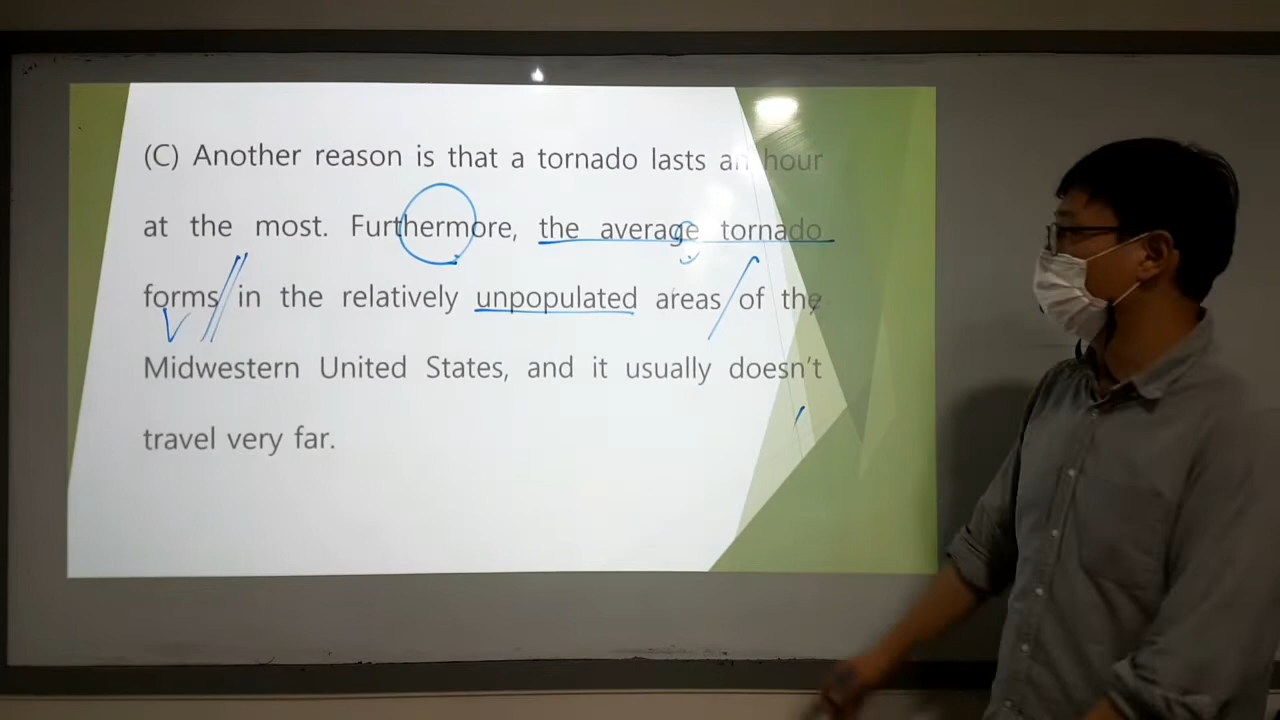 (C) Another reason is that a tornado lasts an hour
at the most. Furthermore, the average tornado
forms in the relatively unpopulated areas of the
Midwestern United States, and it usually doesn't
travel very far.